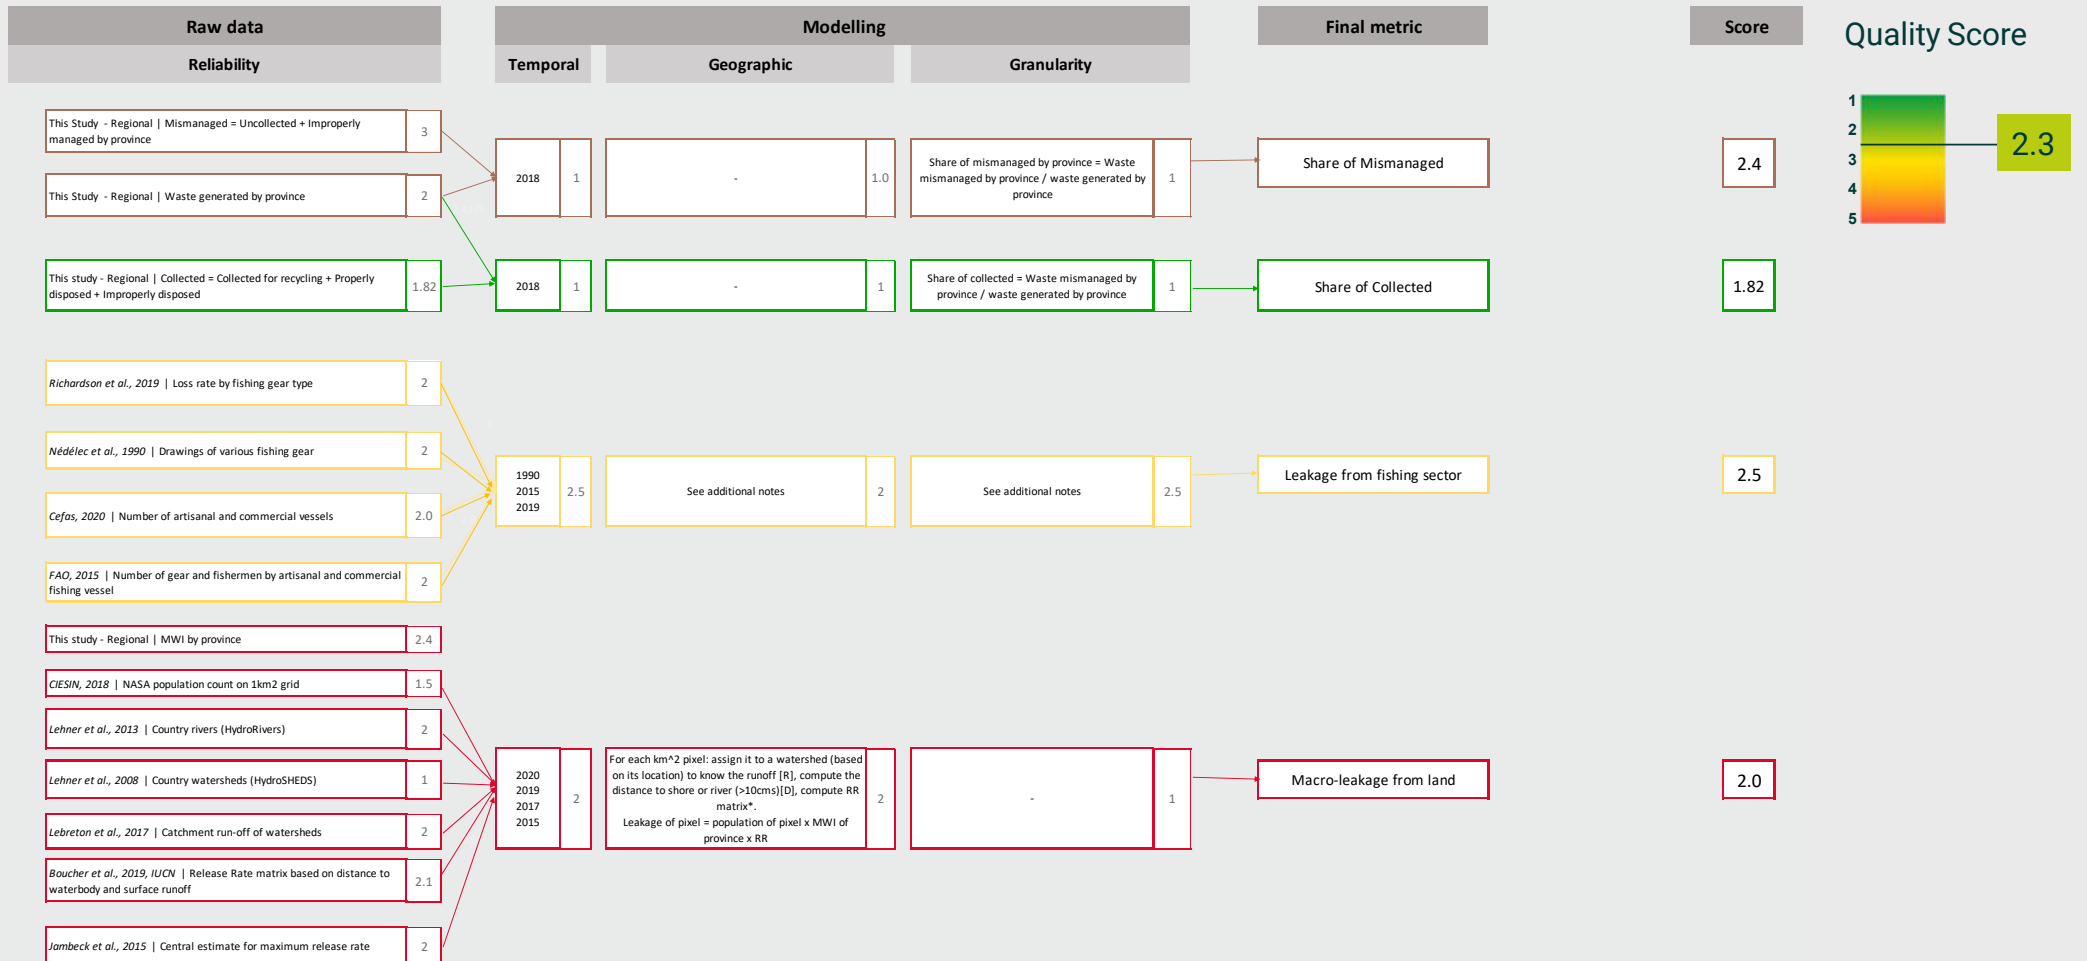 Raw data
Modelling
Final metric
Score
Quality Score
Reliability
Temporal
Geographic
Granularity
1
2
3
4
5
2.3
This Study  - Regional | Mismanaged = Uncollected + Improperly
managed by province
3
This Study  - Regional | Waste generated by province
2
2018
1
-
1.0
Share of mismanaged by province = Waste
mismanaged by province / waste generated by
province
1
Share of Mismanaged
2.4
This study - Regional | Collected = Collected for recycling + Properly
disposed + Improperly disposed
1.82
2018
1
-
1
Share of collected = Waste mismanaged by
province / waste generated by province
1
Share of Collected
1.82
Richardson et al., 2019 | Loss rate by fishing gear type
2
Nédélec et al., 1990 | Drawings of various fishing gear
2
Cefas, 2020 | Number of artisanal and commercial vessels
2.0
FAO, 2015 | Number of gear and fishermen by artisanal and commercial
fishing vessel
2
1990
2015
2019
2.5
See additional notes
2
See additional notes
2.5
Leakage from fishing sector
2.5
This study - Regional | MWI by province
2.4
CIESIN, 2018 | NASA population count on 1km2 grid
1.5
Lehner et al., 2013 | Country rivers (HydroRivers)
2
Lehner et al., 2008 | Country watersheds (HydroSHEDS)
1
Lebreton et al., 2017 | Catchment run-off of watersheds
2
Boucher et al., 2019, IUCN | Release Rate matrix based on distance to
waterbody and surface runoff
2.1
Jambeck et al., 2015 | Central estimate for maximum release rate
2
2020
2019
2017
2015
2
For each km^2 pixel: assign it to a watershed (based
on its location) to know the runoff [R], compute the
distance to shore or river (>10cms)[D], compute RR
matrix*.
Leakage of pixel = population of pixel x MWI of
province x RR
2
-
1
Macro-leakage from land
2.0